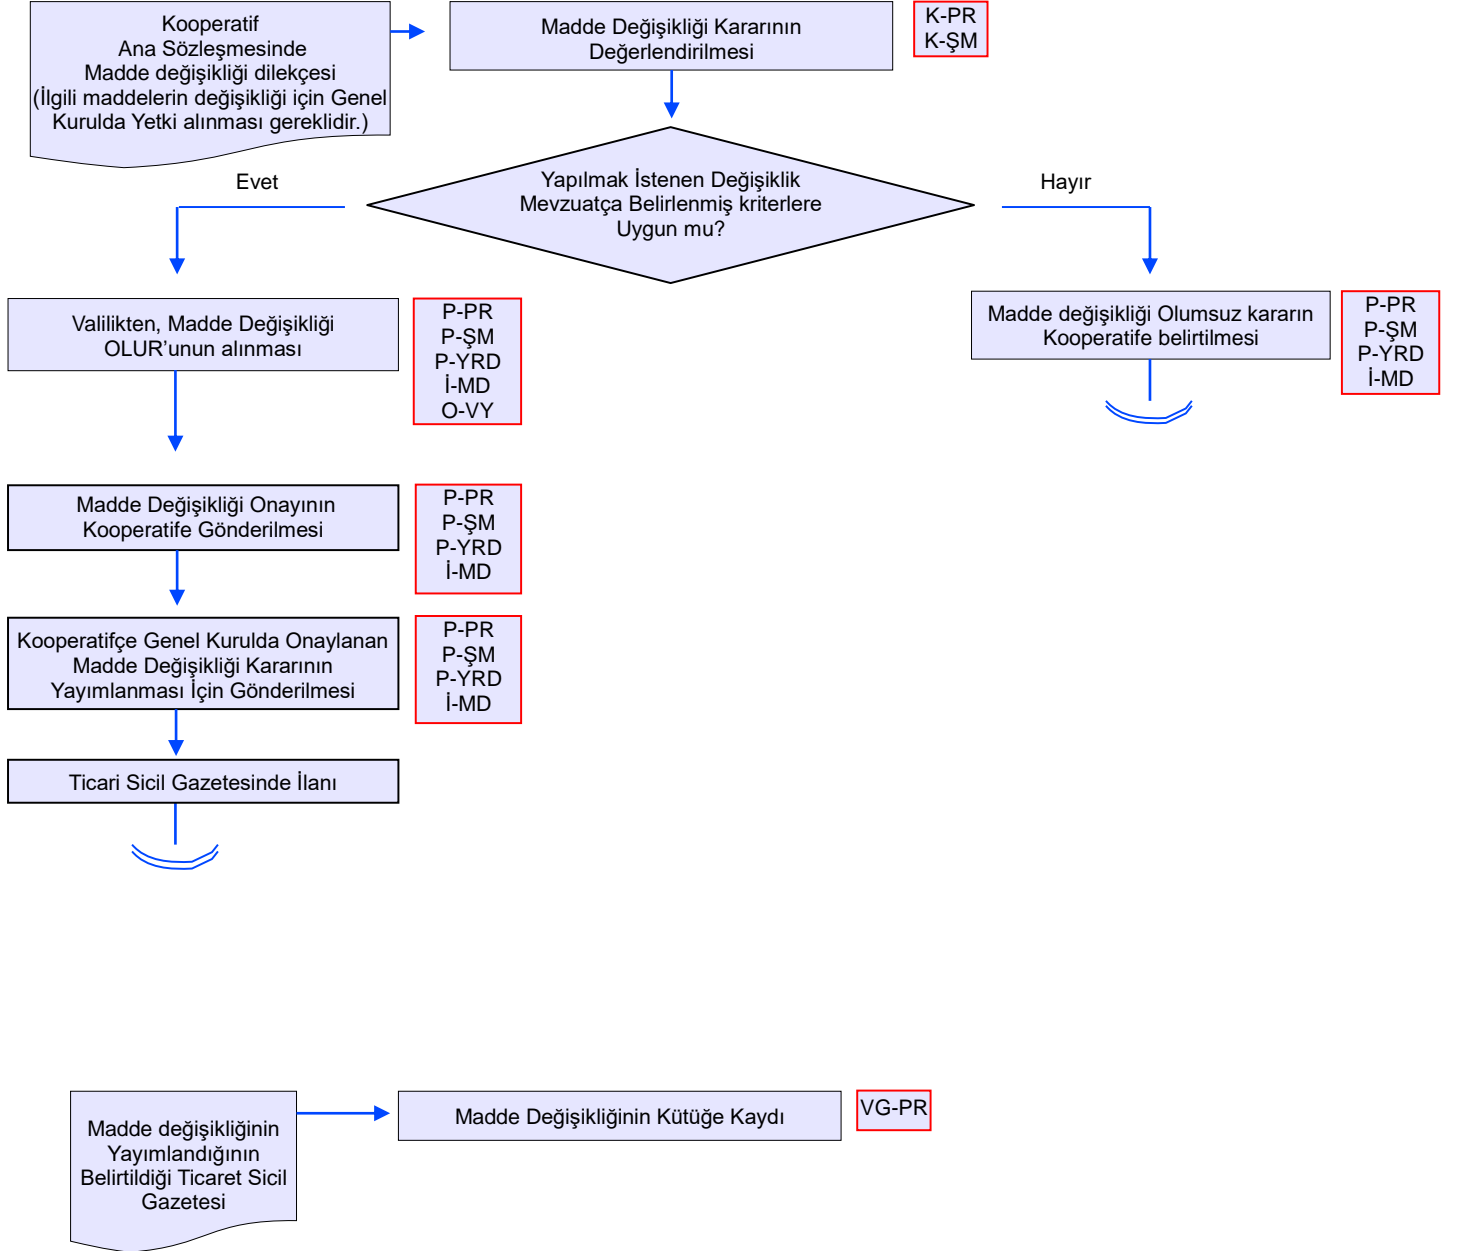 Kooperatif
Ana Sözleşmesinde
Madde değişikliği dilekçesi
(İlgili maddelerin değişikliği için Genel
Kurulda Yetki alınması gereklidir.)
Madde Değişikliği Kararının
Değerlendirilmesi
K-PR
K-ŞM
Evet
Yapılmak İstenen Değişiklik
Mevzuatça Belirlenmiş kriterlere
Uygun mu?
Hayır
Valilikten, Madde Değişikliği
OLUR’unun alınması
P-PR
P-ŞM
P-YRD
İ-MD
O-VY
Madde değişikliği Olumsuz kararın
Kooperatife belirtilmesi
P-PR
P-ŞM
P-YRD
İ-MD
Madde Değişikliği Onayının
Kooperatife Gönderilmesi
P-PR
P-ŞM
P-YRD
İ-MD
Kooperatifçe Genel Kurulda Onaylanan
Madde Değişikliği Kararının
Yayımlanması İçin Gönderilmesi
P-PR
P-ŞM
P-YRD
İ-MD
Ticari Sicil Gazetesinde İlanı
Madde değişikliğinin
Yayımlandığının
Belirtildiği Ticaret Sicil
Gazetesi
Madde Değişikliğinin Kütüğe Kaydı
VG-PR